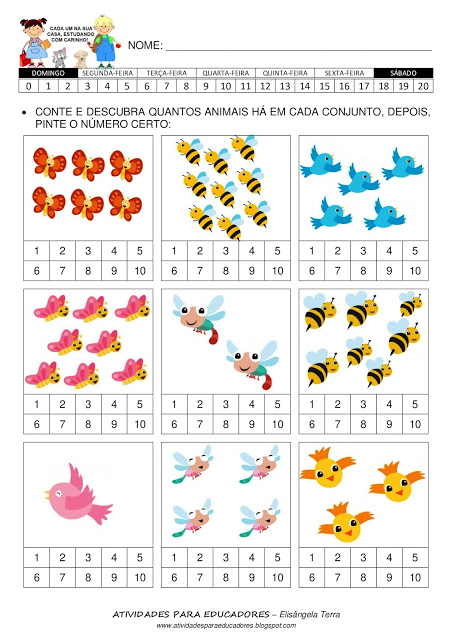 CADA UM NA SUA
CASA, ESTUDANDO
COM CARINHO!
NOME:
DOMINGO SEGUNDA-FEIRA TERÇA-FEIRA QUARTA-FEIRA QUINTA-FEIRA SEXTA-FEIRA SÁBADO
0 1 2 3 4 5 6 7 8 9 10 11 12 13 14 15 16 17 18 19 20
• CONTE E DESCUBRA QUANTOS ANIMAIS HÁ EM CADA CONJUNTO, DEPOIS,
PINTE O NÚMERO CERTO:
1 2 3 4 5 1 2 3 4 5 1 2 3 4 5
6 7 8 9 10 6 7 8 9 10 6 7 8 9 10
1 2 3 4 5 1 2 3 4 5 1 2 3 4 5
6 7 8 9 10 6 7 8 9 10 6 7 8 9 10
1 2 3 4 5 1 2 3 4 5 1 2 3 4 5
6 7 8 9 10 6 7 8 9 10 6 7 8 9 10
ATIVIDADES PARA EDUCADORES – Elisângela Terra
www.atividadesparaeducadores.blogspot.com